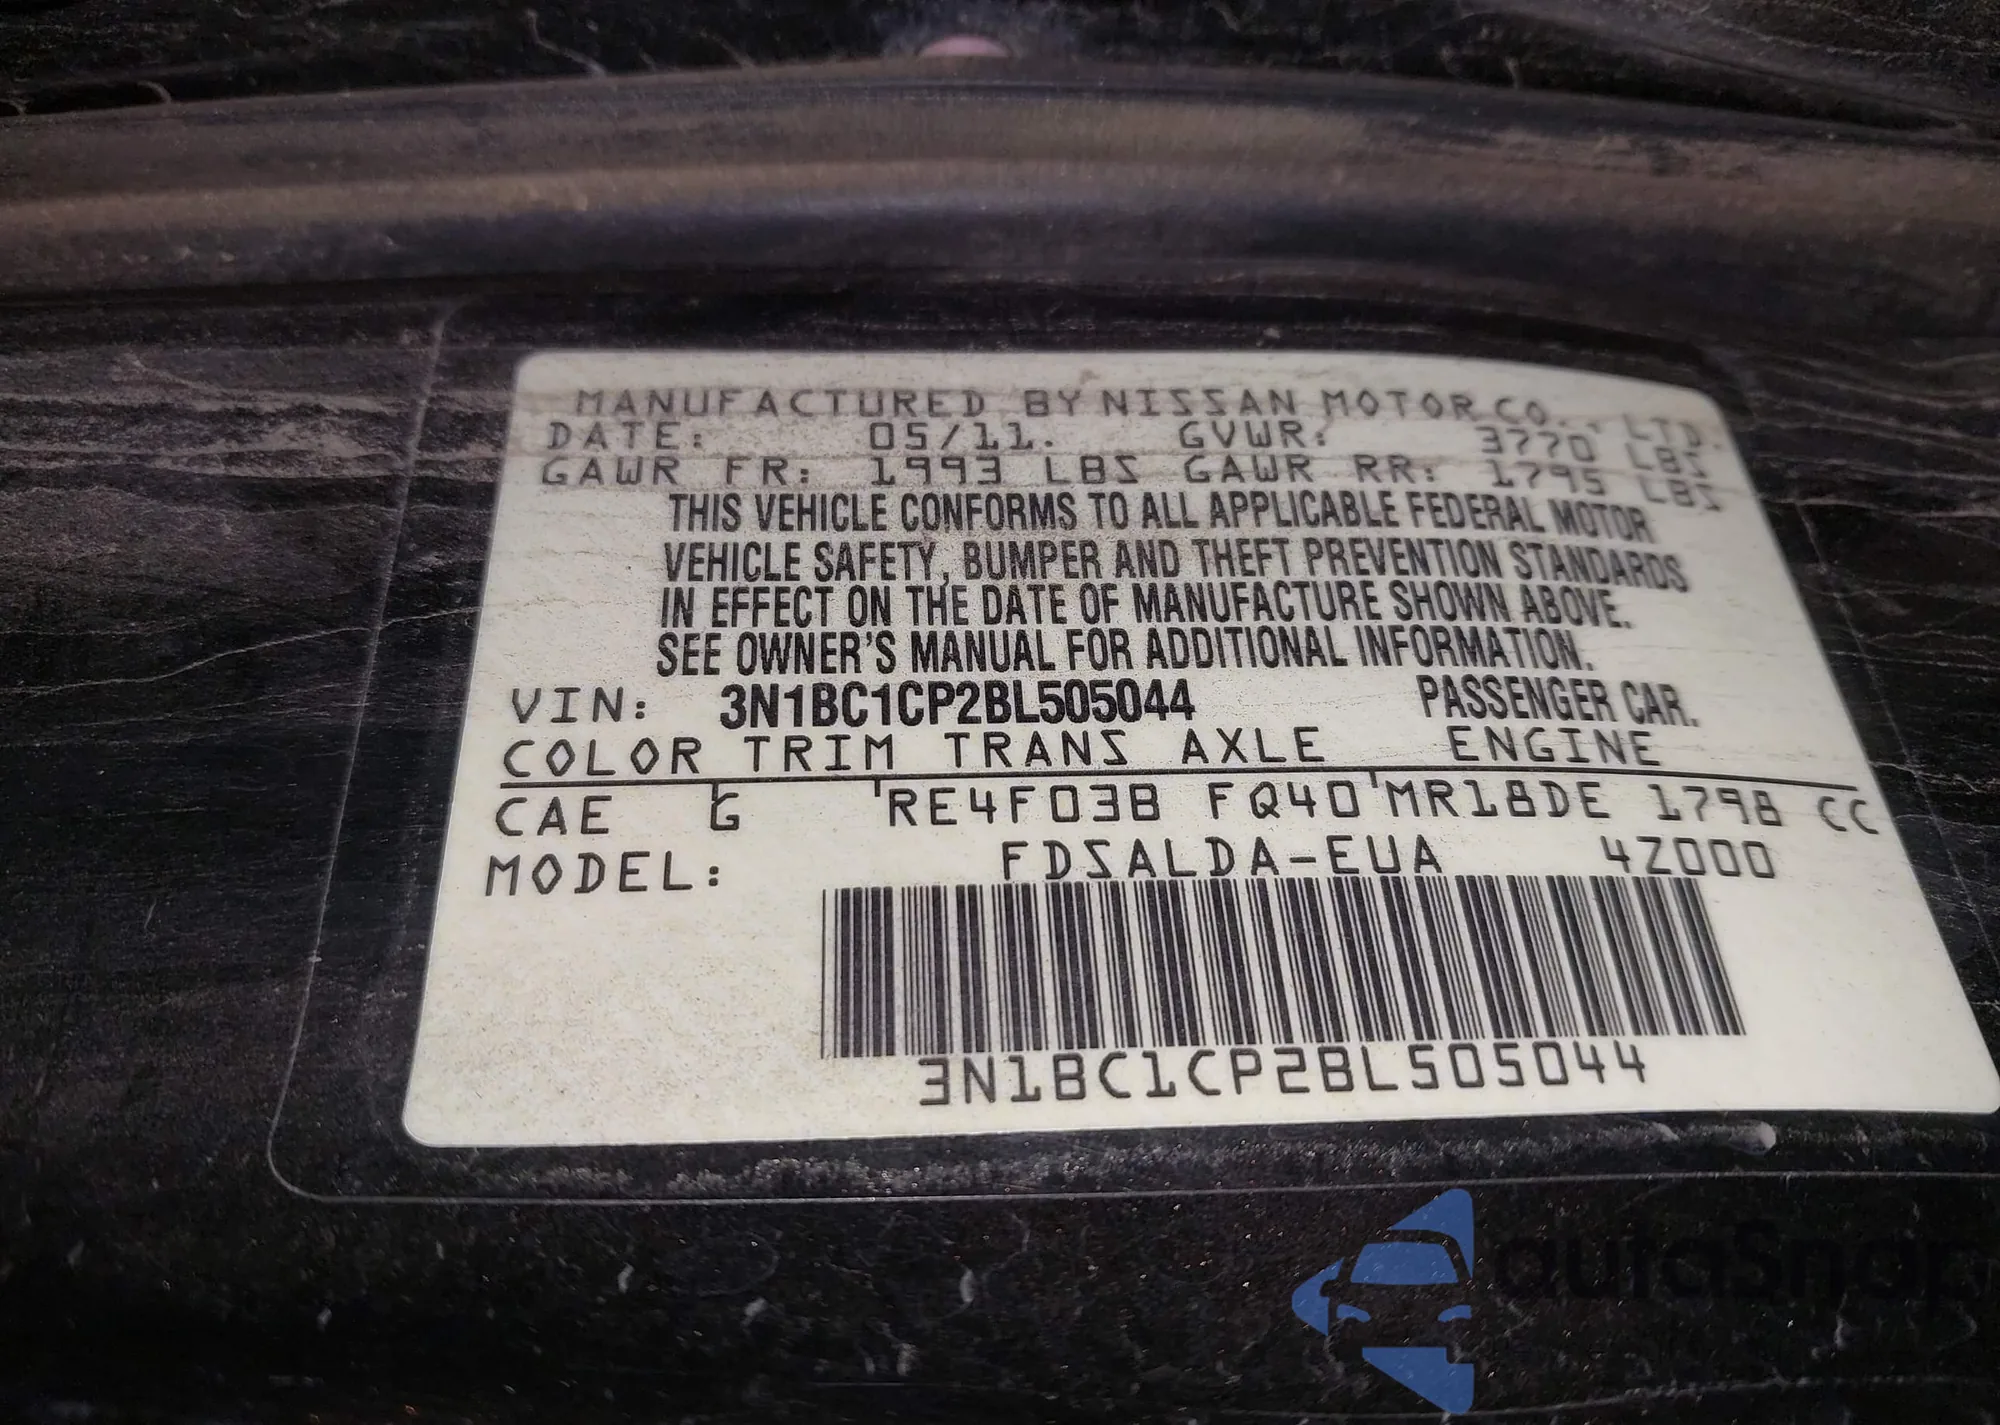 MANUFACTURED BY NISSAN MOTOR CO., LTD.
DATE: 05/11. GVWR: 3770 LBS
GAWR FR: 1993 LBS GAWR RR: 1795 LBS
THIS VEHICLE CONFORMS TO ALL APPLICABLE FEDERAL MOTOR
VEHICLE SAFETY, BUMPER AND THEFT PREVENTION STANDARDS
IN EFFECT ON THE DATE OF MANUFACTURE SHOWN ABOVE.
SEE OWNER'S MANUAL FOR ADDITIONAL INFORMATION.
VIN: 3N1BC1CP2BL505044 PASSENGER CAR.
COLOR TRIM TRANS AXLE ENGINE
CAE G RE4F03B FQ40 MR18DE 1798 CC
MODEL: FDSALDA-EUA 4Z000
3N1BC1CP2BL505044
autoSnap